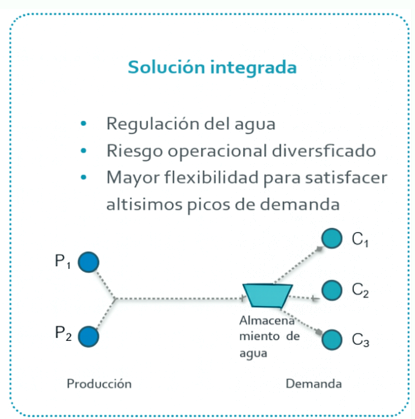 Solución integrada
• Regulación del agua
• Riesgo operacional diversficado
• Mayor flexibilidad para satisfacer
altisimos picos de demanda
P1
P2
C1
C2
C3
Almacena
miento de
agua
Producción
Demanda